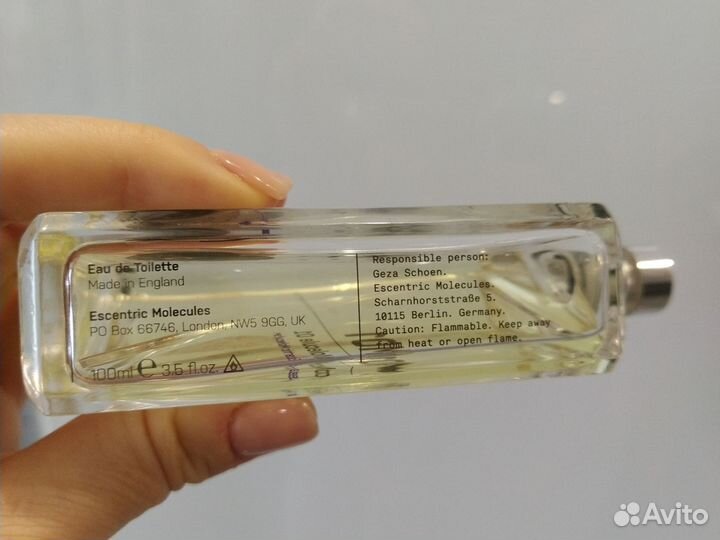 Eau de Toilette
Made in England
Escentric Molecules
PO Box 66746, London, NW5 9GG, UK
100ml ℮ 3.5 fl.oz.
Responsible person:
Geza Schoen.
Escentric Molecules.
Scharnhorststraße 5.
10115 Berlin. Germany.
Caution: Flammable. Keep away
from heat or open flame.
Avito